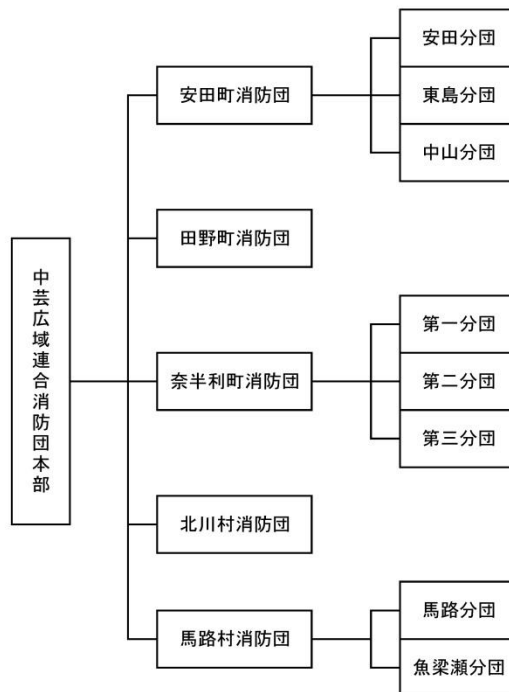 中芸広域連合消防団本部
安田町消防団
安田分団
東島分団
中山分団
田野町消防団
奈半利町消防団
第一分団
第二分団
第三分団
北川村消防団
馬路村消防団
馬路分団
魚梁瀬分団